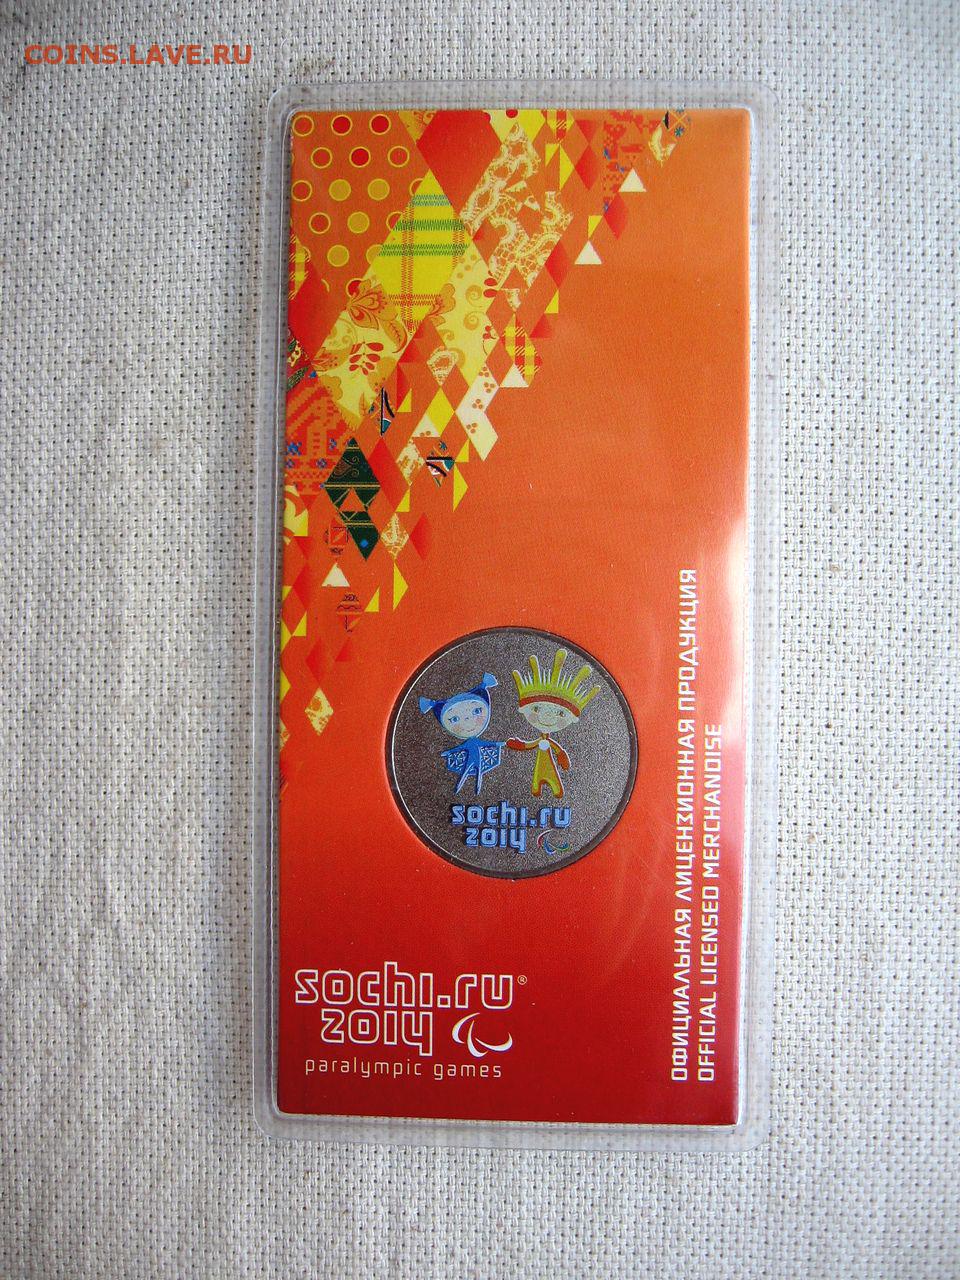 COINS.LAVE.RU
sochi.ru
2014
sochi.ru®
2014
paralympic games
ОФИЦИАЛЬНАЯ ЛИЦЕНЗИОННАЯ ПРОДУКЦИЯ
OFFICIAL LICENSED MERCHANDISE